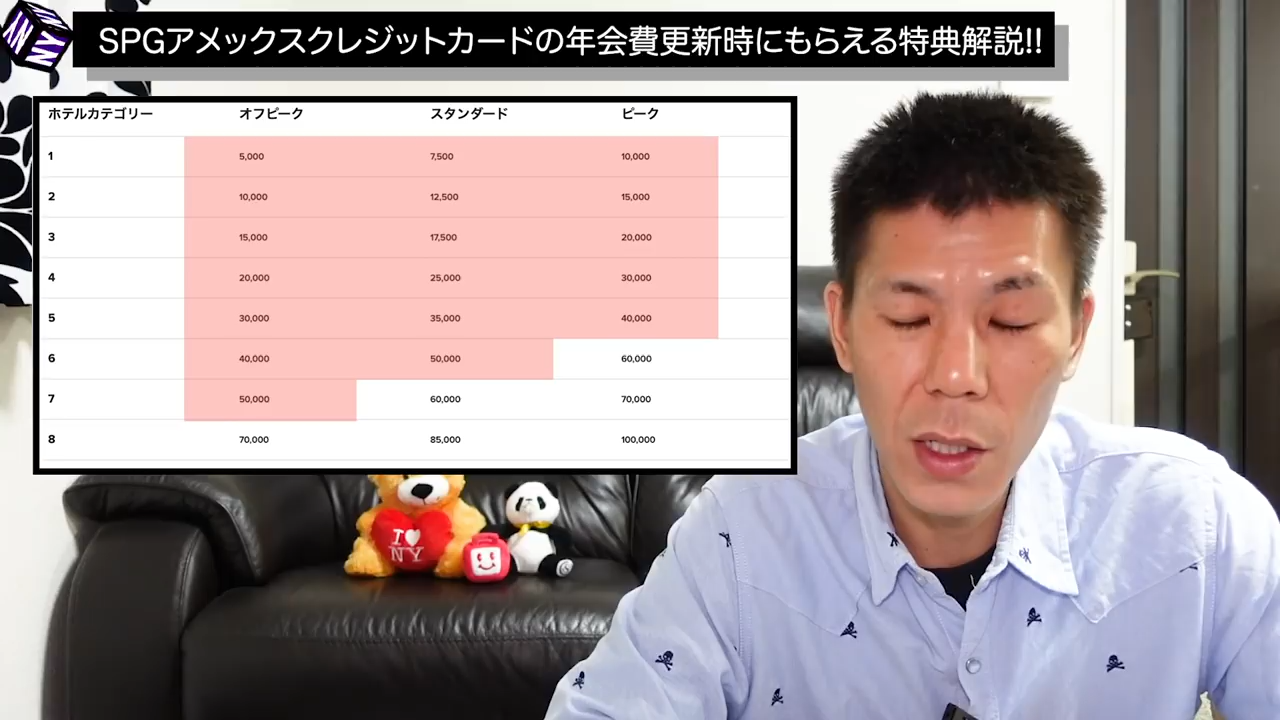 NY
NY
NY
SPGアメックスクレジットカードの年会費更新時にもらえる特典解説!!
ホテルカテゴリー オフピーク スタンダード ピーク
1 5,000 7,500 10,000
2 10,000 12,500 15,000
3 15,000 17,500 20,000
4 20,000 25,000 30,000
5 30,000 35,000 40,000
6 40,000 50,000 60,000
7 50,000 60,000 70,000
8 70,000 85,000 100,000
I
NY